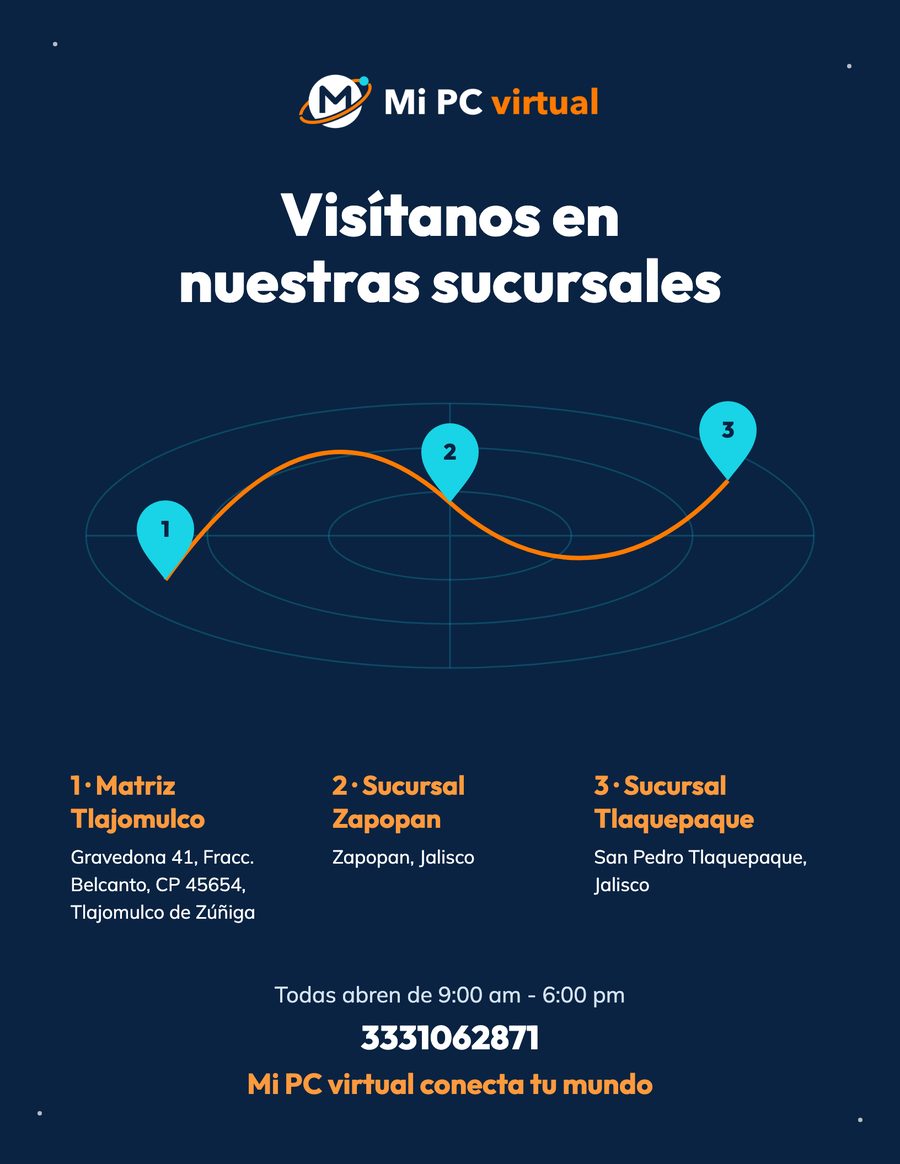 M
Mi PC virtual
Visítanos en
nuestras sucursales
1
2
3
1 · Matriz
Tlajomulco
Gravedona 41, Fracc.
Belcanto, CP 45654,
Tlajomulco de Zúñiga
2 · Sucursal
Zapopan
Zapopan, Jalisco
3 · Sucursal
Tlaquepaque
San Pedro Tlaquepaque,
Jalisco
Todas abren de 9:00 am - 6:00 pm
3331062871
Mi PC virtual conecta tu mundo